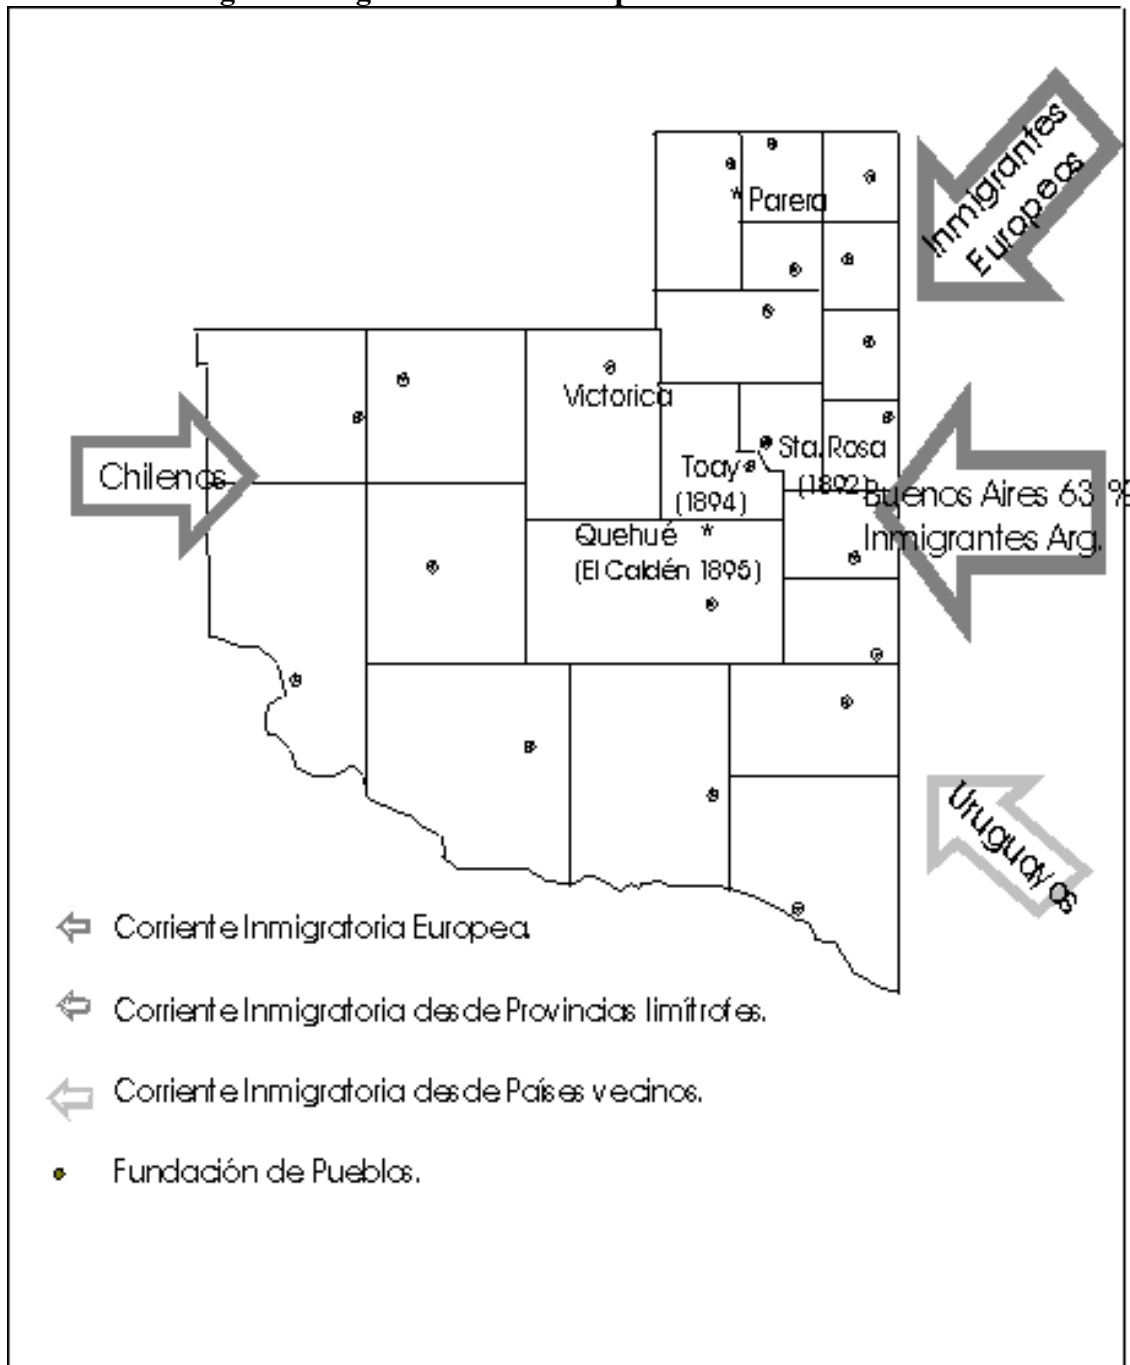 Inmigrantes
Europeos
Parera
Victorica
Chilenos
Sta. Rosa
(1892)
Toay
(1894)
Buenos Aires 63 %
Inmigrantes Arg.
Quehué
(El Caldén 1895)
Uruguayos
Corriente Inmigratoria Europea.
Corriente Inmigratoria desde Provincias limítrofes.
Corriente Inmigratoria desde Países vecinos.
Fundación de Pueblos.